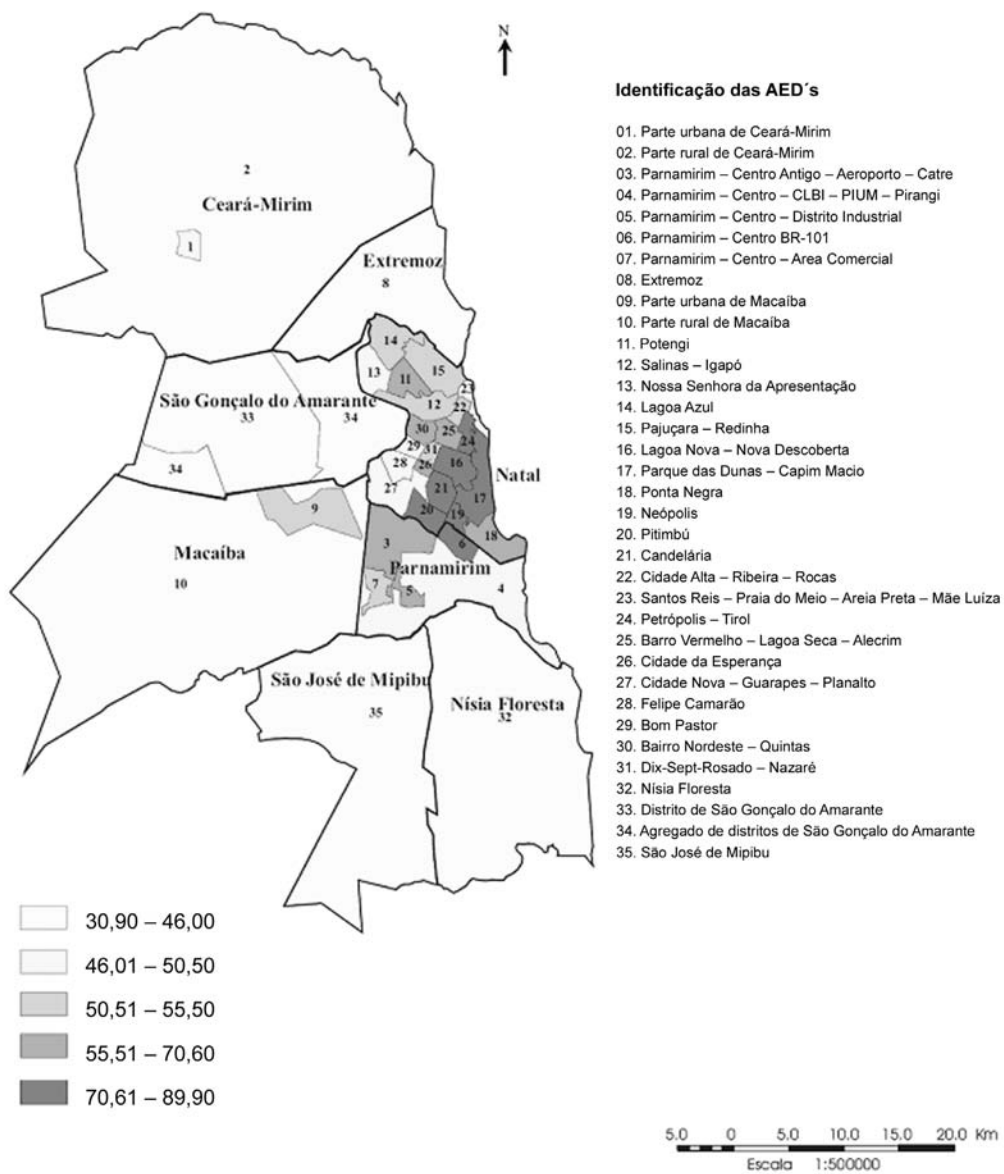 N
Identificação das AED´s
01. Parte urbana de Ceará-Mirim
02. Parte rural de Ceará-Mirim
03. Parnamirim – Centro Antigo – Aeroporto – Catre
04. Parnamirim – Centro – CLBI – PIUM – Pirangi
05. Parnamirim – Centro – Distrito Industrial
06. Parnamirim – Centro BR-101
07. Parnamirim – Centro – Area Comercial
08. Extremoz
09. Parte urbana de Macaíba
10. Parte rural de Macaíba
11. Potengi
12. Salinas – Igapó
13. Nossa Senhora da Apresentação
14. Lagoa Azul
15. Pajuçara – Redinha
16. Lagoa Nova – Nova Descoberta
17. Parque das Dunas – Capim Macio
18. Ponta Negra
19. Neópolis
20. Pitimbú
21. Candelária
22. Cidade Alta – Ribeira – Rocas
23. Santos Reis – Praia do Meio – Areia Preta – Mãe Luíza
24. Petrópolis – Tirol
25. Barro Vermelho – Lagoa Seca – Alecrim
26. Cidade da Esperança
27. Cidade Nova – Guarapes – Planalto
28. Felipe Camarão
29. Bom Pastor
30. Bairro Nordeste – Quintas
31. Dix-Sept-Rosado – Nazaré
32. Nísia Floresta
33. Distrito de São Gonçalo do Amarante
34. Agregado de distritos de São Gonçalo do Amarante
35. São José de Mipibu
2
Ceará-Mirim
1
Extremoz
8
14
13
11
15
23
12
22
São Gonçalo do Amarante
33
34
30
25
24
29
31
28
26
16
Natal
34
27
21
17
9
20
19
18
3
6
Macaíba
10
Parnamirim
7
5
4
São José de Mipibu
35
Nísia Floresta
32
30,90 – 46,00
46,01 – 50,50
50,51 – 55,50
55,51 – 70,60
70,61 – 89,90
5.0 0 5.0 10.0 15.0 20.0 Km
Escala 1:500000